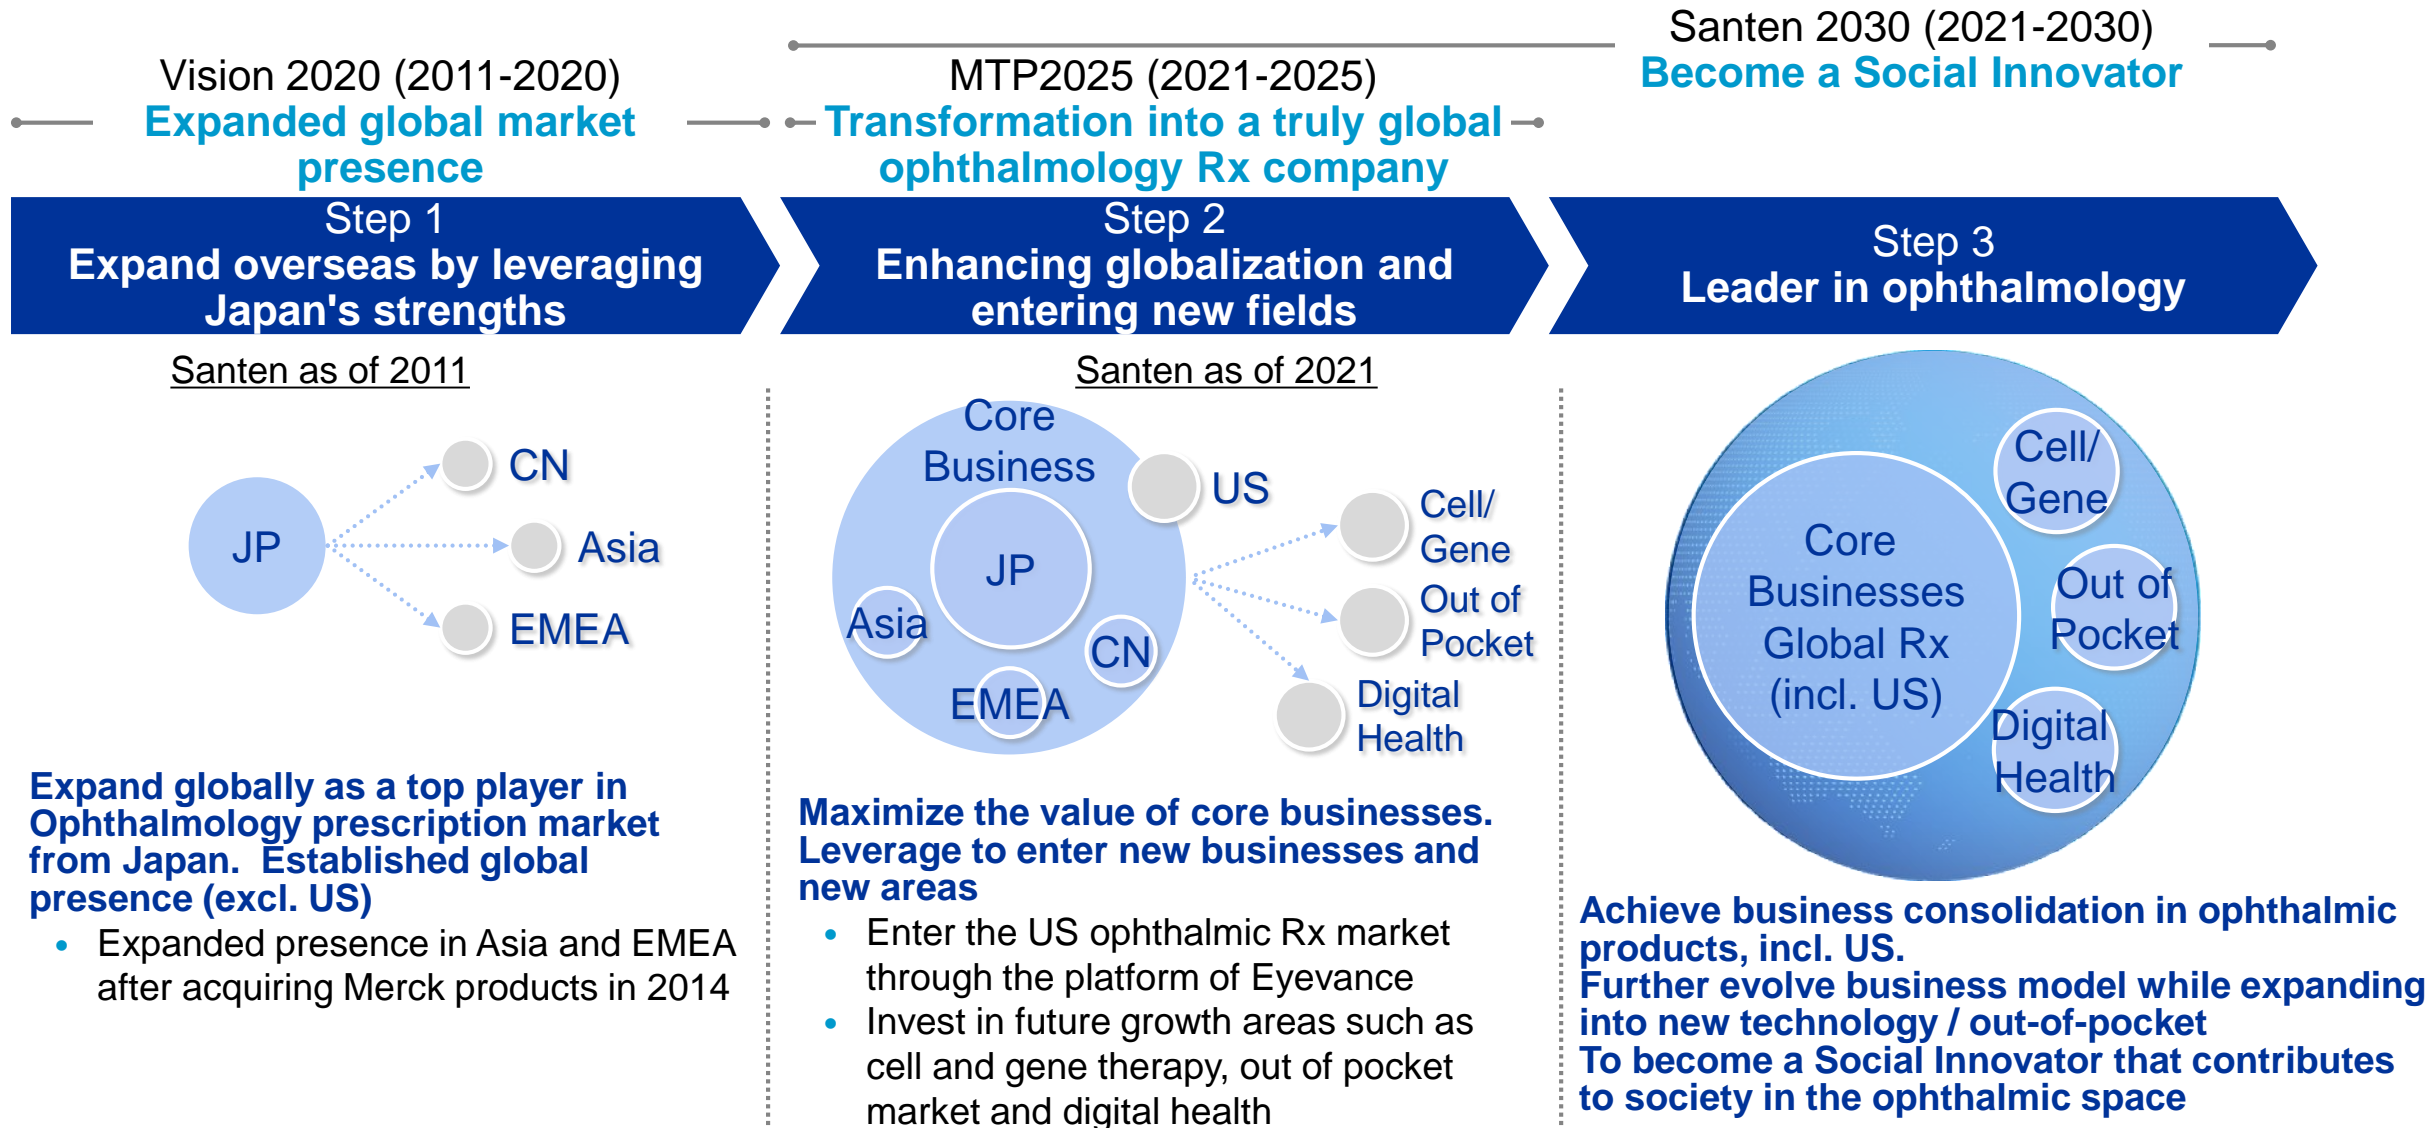 Santen 2030 (2021-2030)
Become a Social Innovator
Vision 2020 (2011-2020)
Expanded global market
presence
MTP2025 (2021-2025)
Transformation into a truly global
ophthalmology Rx company
Step 1
Expand overseas by leveraging
Japan's strengths
Step 2
Enhancing globalization and
entering new fields
Step 3
Leader in ophthalmology
Santen as of 2011
JP
CN
Asia
EMEA
Expand globally as a top player in
Ophthalmology prescription market
from Japan.  Established global
presence (excl. US)
• Expanded presence in Asia and EMEA
after acquiring Merck products in 2014
Santen as of 2021
Core
Business
US
JP
Asia
CN
EMEA
Cell/
Gene
Out of
Pocket
Digital
Health
Maximize the value of core businesses.
Leverage to enter new businesses and
new areas
• Enter the US ophthalmic Rx market
through the platform of Eyevance
• Invest in future growth areas such as
cell and gene therapy, out of pocket
market and digital health
Core
Businesses
Global Rx
(incl. US)
Cell/
Gene
Out of
Pocket
Digital
Health
Achieve business consolidation in ophthalmic
products, incl. US.
Further evolve business model while expanding
into new technology / out-of-pocket
To become a Social Innovator that contributes
to society in the ophthalmic space